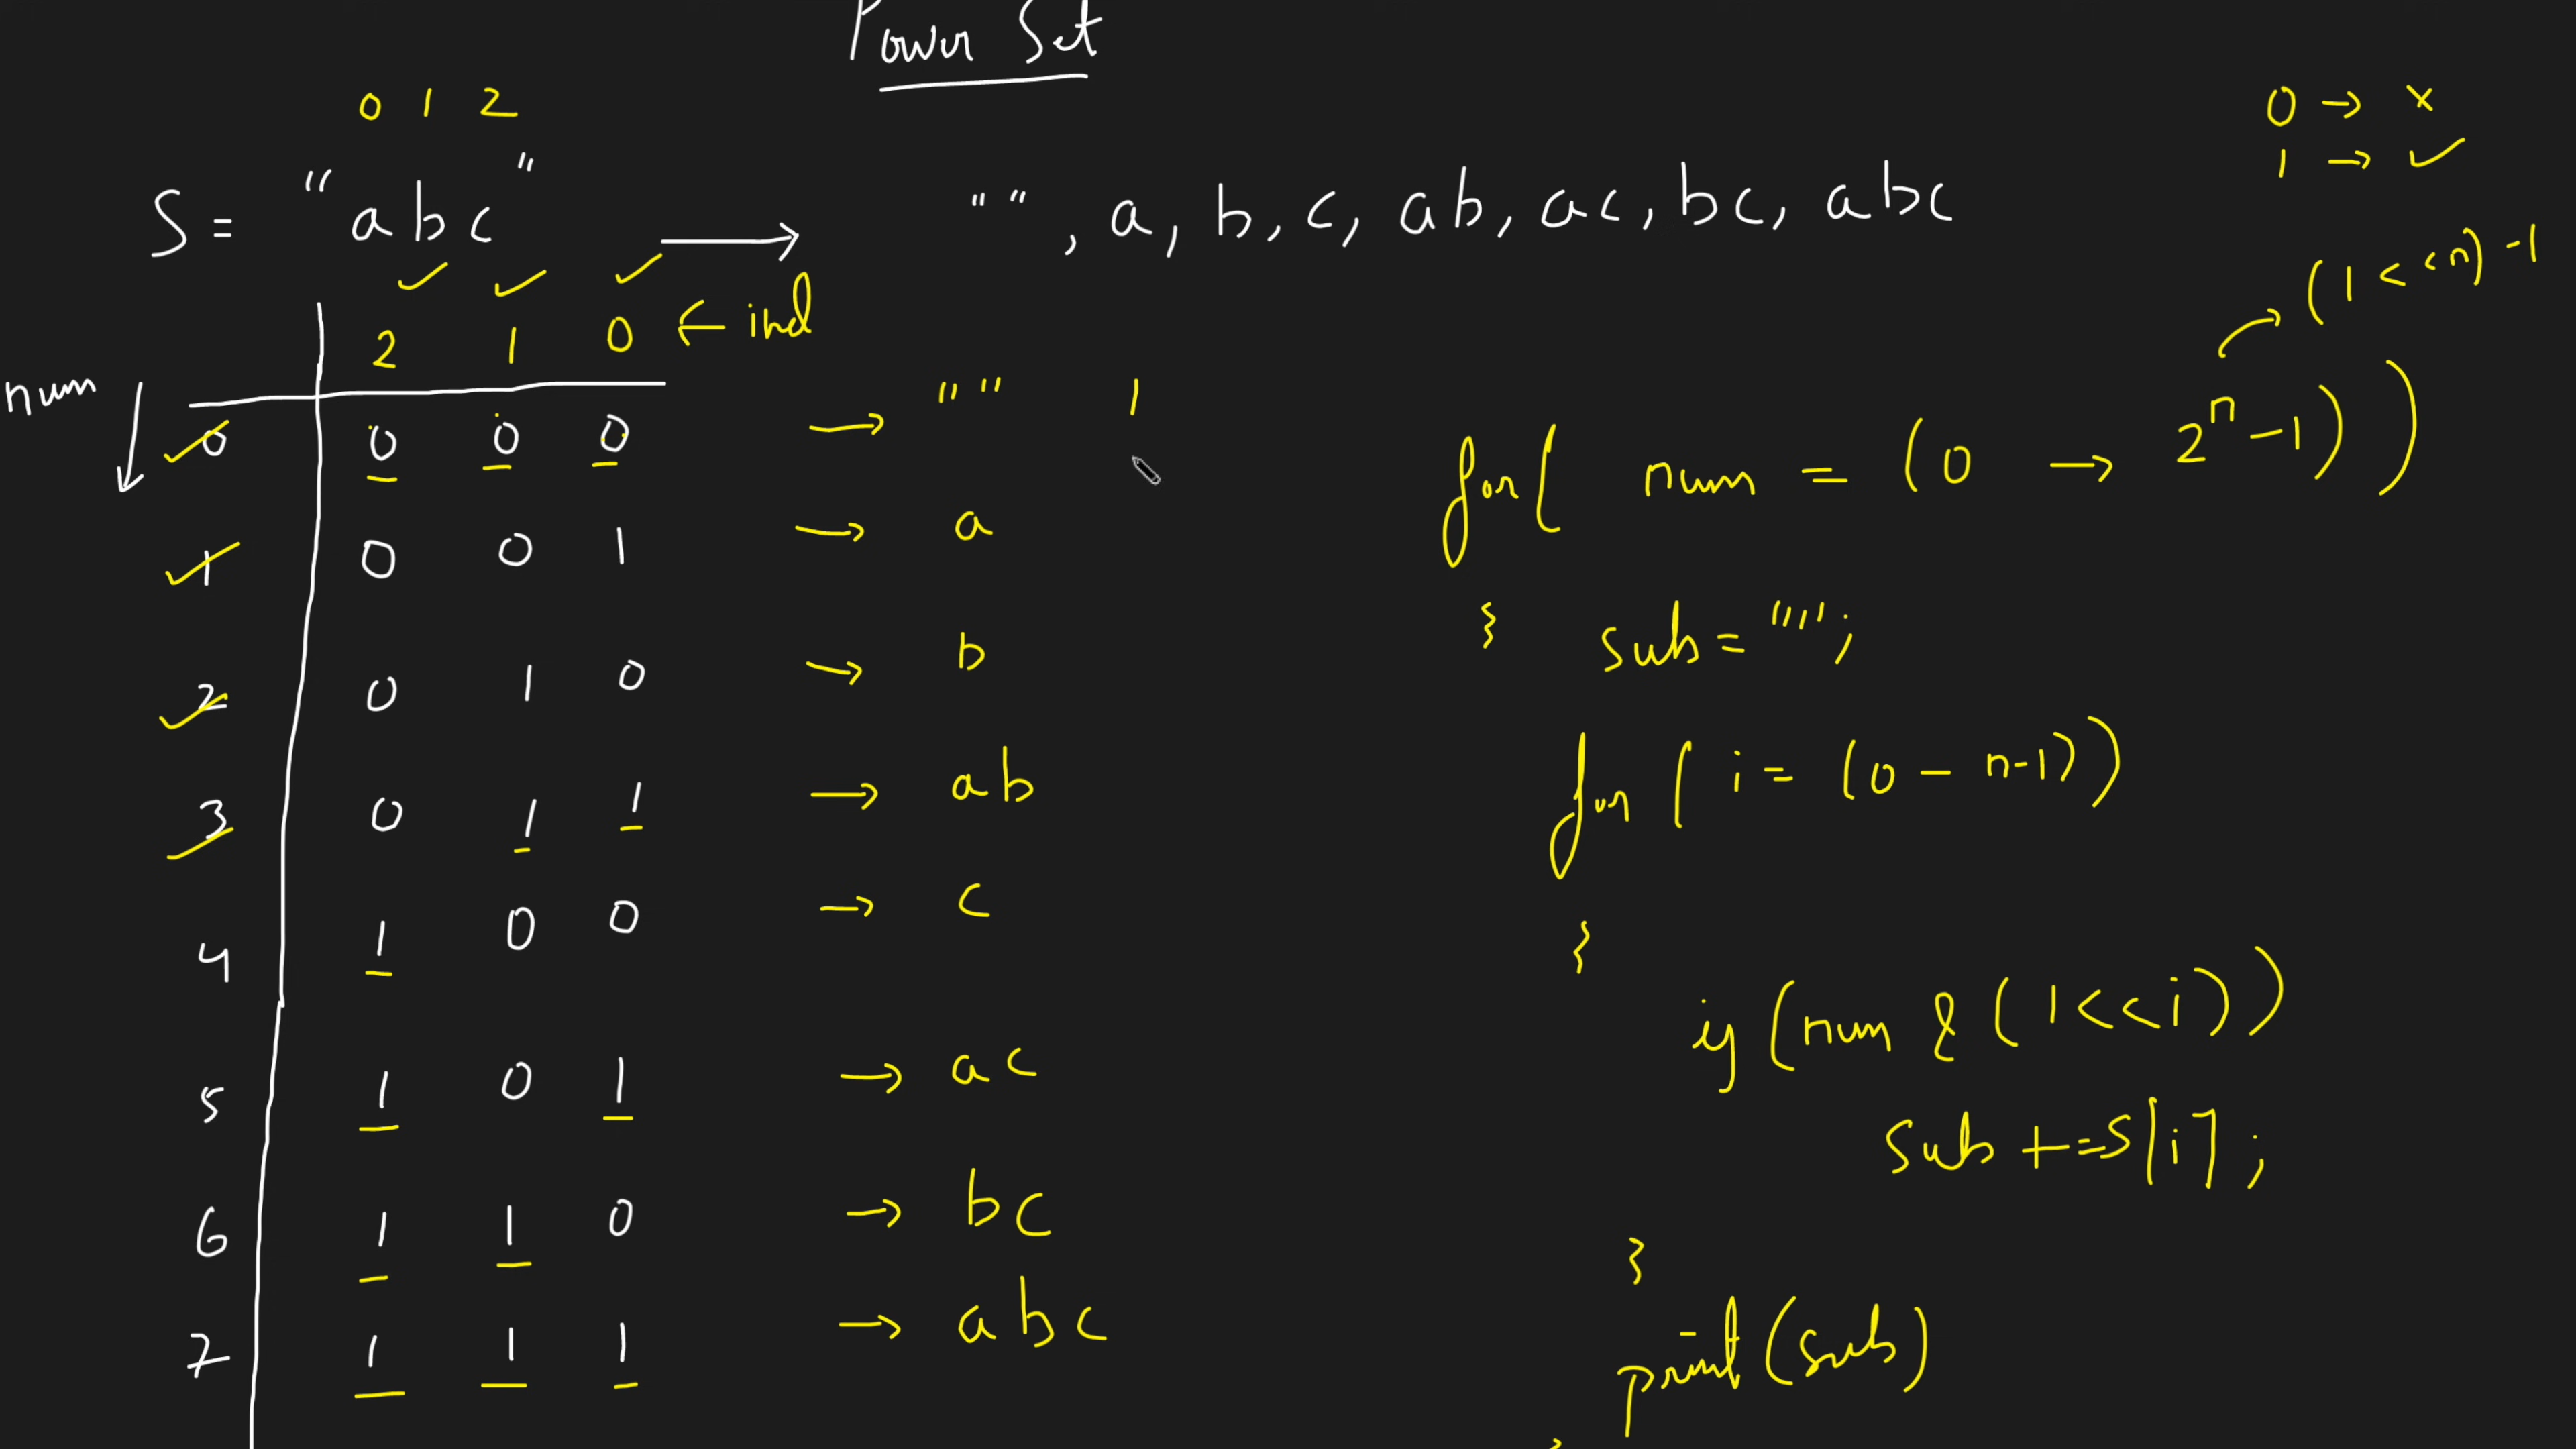 Power Set
0 1 2
S = "abc" → "", a, b, c, ab, ac, bc, abc
0 → x
1 → ✓
✓ ✓ ✓
2 1 0 ← ind
num ↓
0 0 0 0 → "" 1
1 0 0 1 → a
2 0 1 0 → b
3 0 1 1 → ab
4 1 0 0 → c
5 1 0 1 → ac
6 1 1 0 → bc
7 1 1 1 → abc
(1<<n)-1
for( num = (0 → 2ⁿ-1))
{ sub = "";
for( i = (0 - n-1))
{
if (num & (1<<i))
sub += s[i];
}
print(sub)